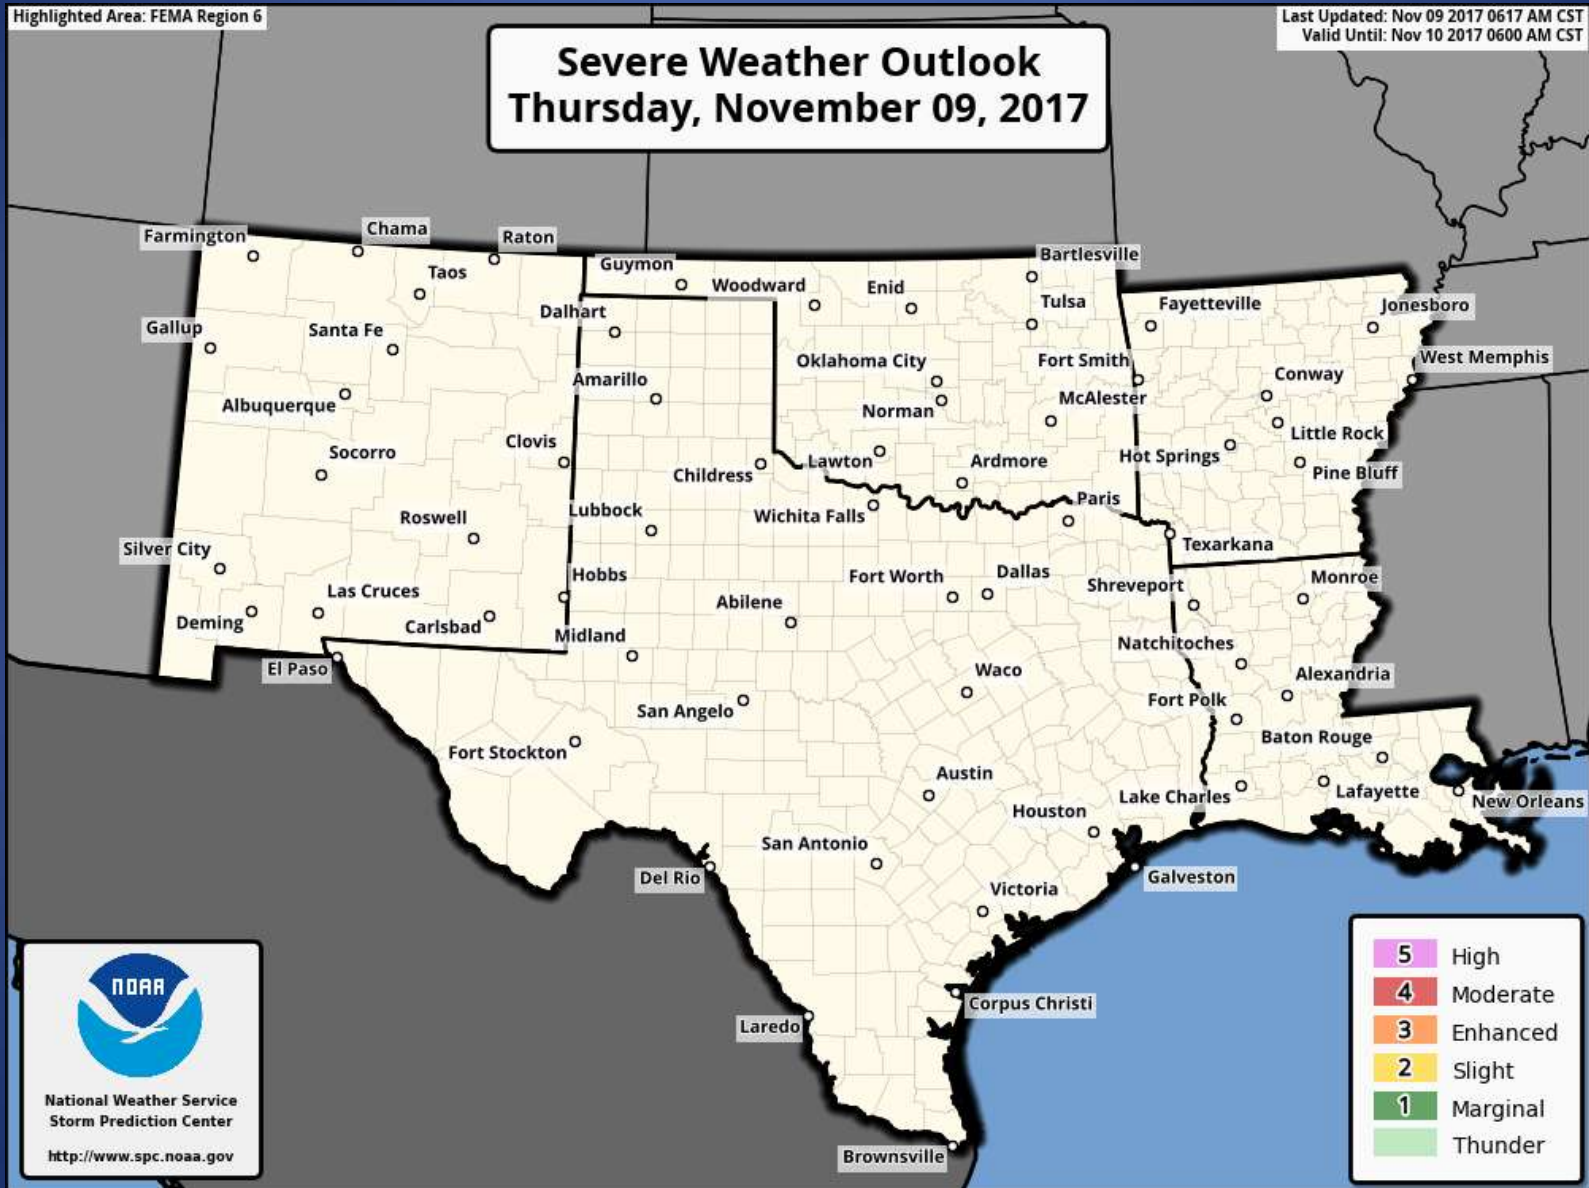 Highlighted Area: FEMA Region 6
Last Updated: Nov 09 2017 0617 AM CST
Valid Until: Nov 10 2017 0600 AM CST
Severe Weather Outlook
Thursday, November 09, 2017
Farmington
Chama
Raton
Taos
Guymon
Woodward
Enid
Bartlesville
Tulsa
Fayetteville
Jonesboro
Gallup
Santa Fe
Dalhart
Oklahoma City
Fort Smith
West Memphis
Conway
Albuquerque
Amarillo
Norman
McAlester
Socorro
Clovis
Childress
Lawton
Ardmore
Hot Springs
Little Rock
Pine Bluff
Roswell
Lubbock
Wichita Falls
Paris
Texarkana
Silver City
Las Cruces
Hobbs
Abilene
Fort Worth
Dallas
Shreveport
Monroe
Deming
Carlsbad
Midland
Natchitoches
El Paso
San Angelo
Waco
Alexandria
Fort Polk
Fort Stockton
Baton Rouge
Austin
Houston
Lake Charles
Lafayette
New Orleans
San Antonio
Del Rio
Victoria
Galveston
Corpus Christi
Laredo
Brownsville
NOAA
National Weather Service
Storm Prediction Center
http://www.spc.noaa.gov
5 High
4 Moderate
3 Enhanced
2 Slight
1 Marginal
Thunder